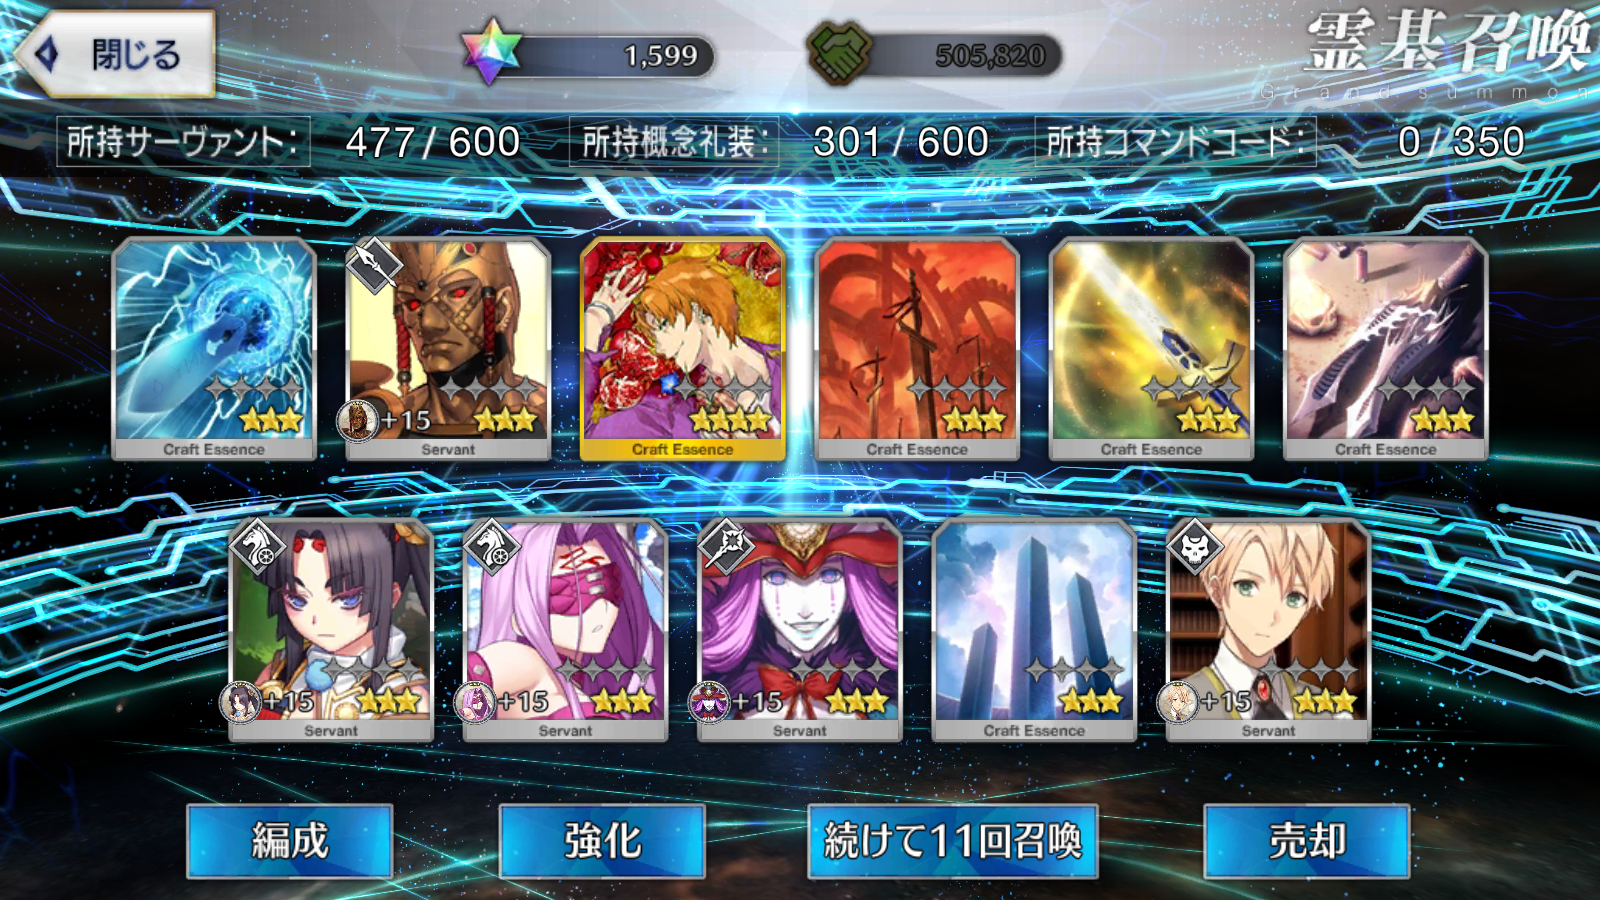 閉じる
1,599
505,820
霊基召喚
Grand summon
所持サーヴァント: 477 / 600
所持概念礼装: 301 / 600
所持コマンドコード: 0 / 350
Craft Essence
+15
Servant
Craft Essence
Craft Essence
Craft Essence
Craft Essence
+15
Servant
+15
Servant
+15
Servant
Craft Essence
+15
Servant
編成
強化
続けて11回召喚
売却